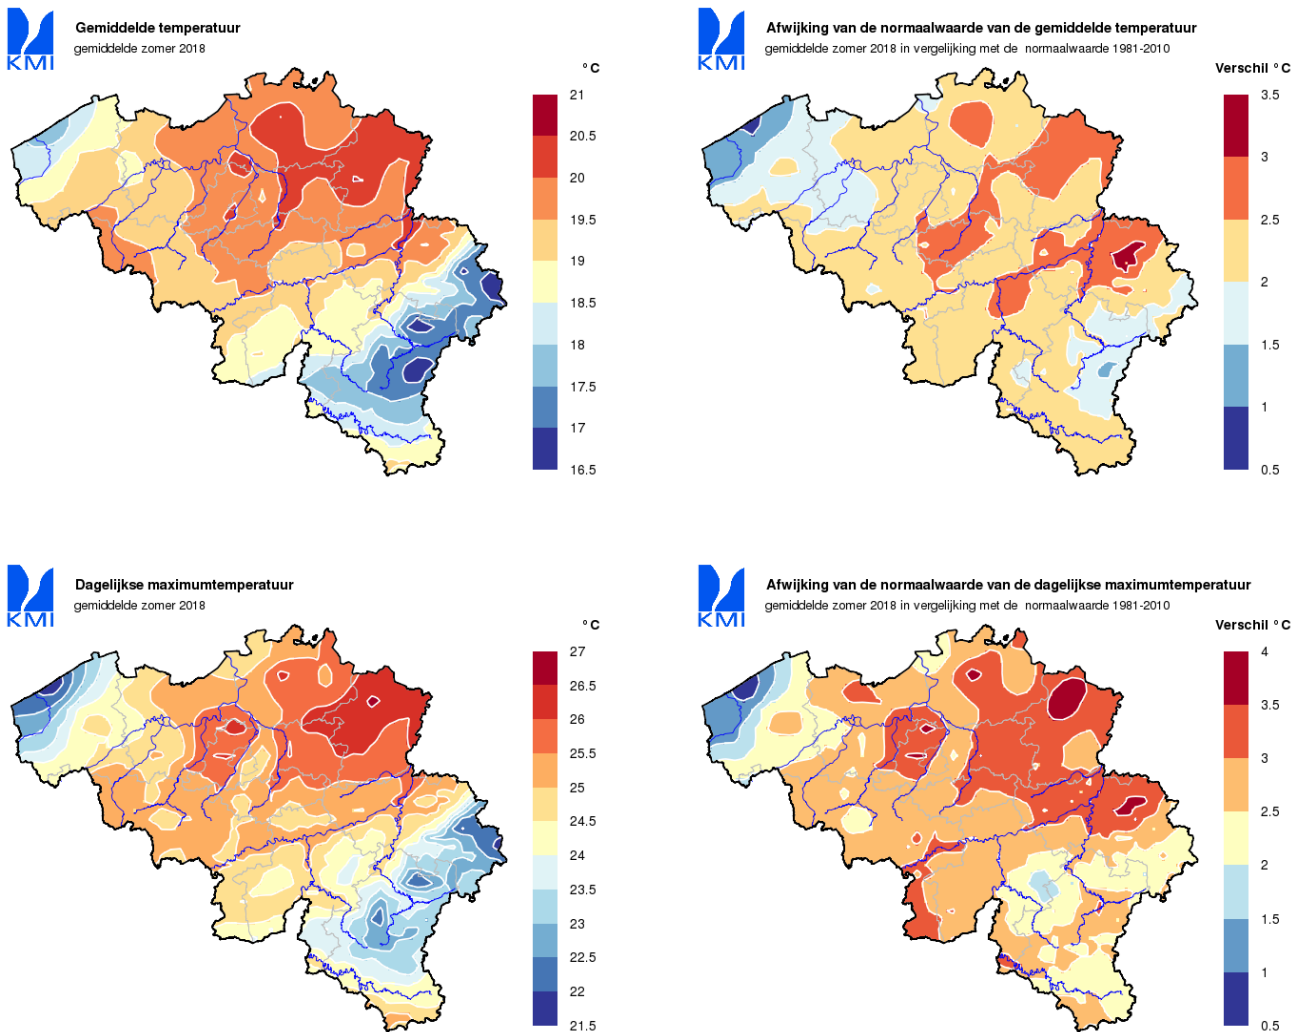 KMI
Gemiddelde temperatuur
gemiddelde zomer 2018
° C
21
20.5
20
19.5
19
18.5
18
17.5
17
16.5
KMI
Afwijking van de normaalwaarde van de gemiddelde temperatuur
gemiddelde zomer 2018 in vergelijking met de normaalwaarde 1981-2010
Verschil ° C
3.5
3
2.5
2
1.5
1
0.5
KMI
Dagelijkse maximumtemperatuur
gemiddelde zomer 2018
° C
27
26.5
26
25.5
25
24.5
24
23.5
23
22.5
22
21.5
KMI
Afwijking van de normaalwaarde van de dagelijkse maximumtemperatuur
gemiddelde zomer 2018 in vergelijking met de normaalwaarde 1981-2010
Verschil ° C
4
3.5
3
2.5
2
1.5
1
0.5